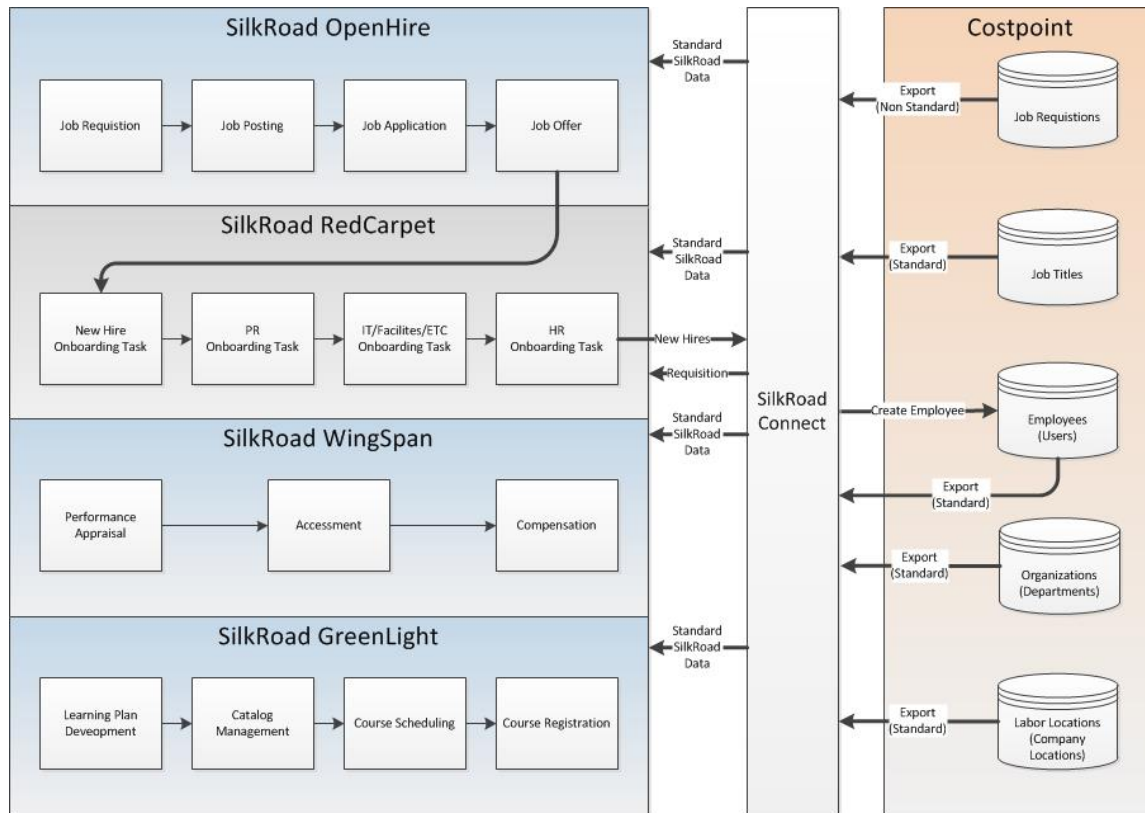 SilkRoad OpenHire
Job Requistion
Job Posting
Job Application
Job Offer
SilkRoad RedCarpet
New Hire
Onboarding Task
PR
Onboarding Task
IT/Facilites/ETC
Onboarding Task
HR
Onboarding Task
SilkRoad WingSpan
Performance
Appraisal
Accessment
Compensation
SilkRoad GreenLight
Learning Plan
Deveopment
Catalog
Management
Course Scheduling
Course Registration
Standard
SilkRoad
Data
Standard
SilkRoad
Data
New Hires
Requisition
Standard
SilkRoad
Data
Standard
SilkRoad
Data
SilkRoad
Connect
Costpoint
Export
(Non Standard)
Job Requistions
Export
(Standard)
Job Titles
Create Employee
Employees
(Users)
Export
(Standard)
Export
(Standard)
Organizations
(Departments)
Export
(Standard)
Labor Locations
(Company
Locations)